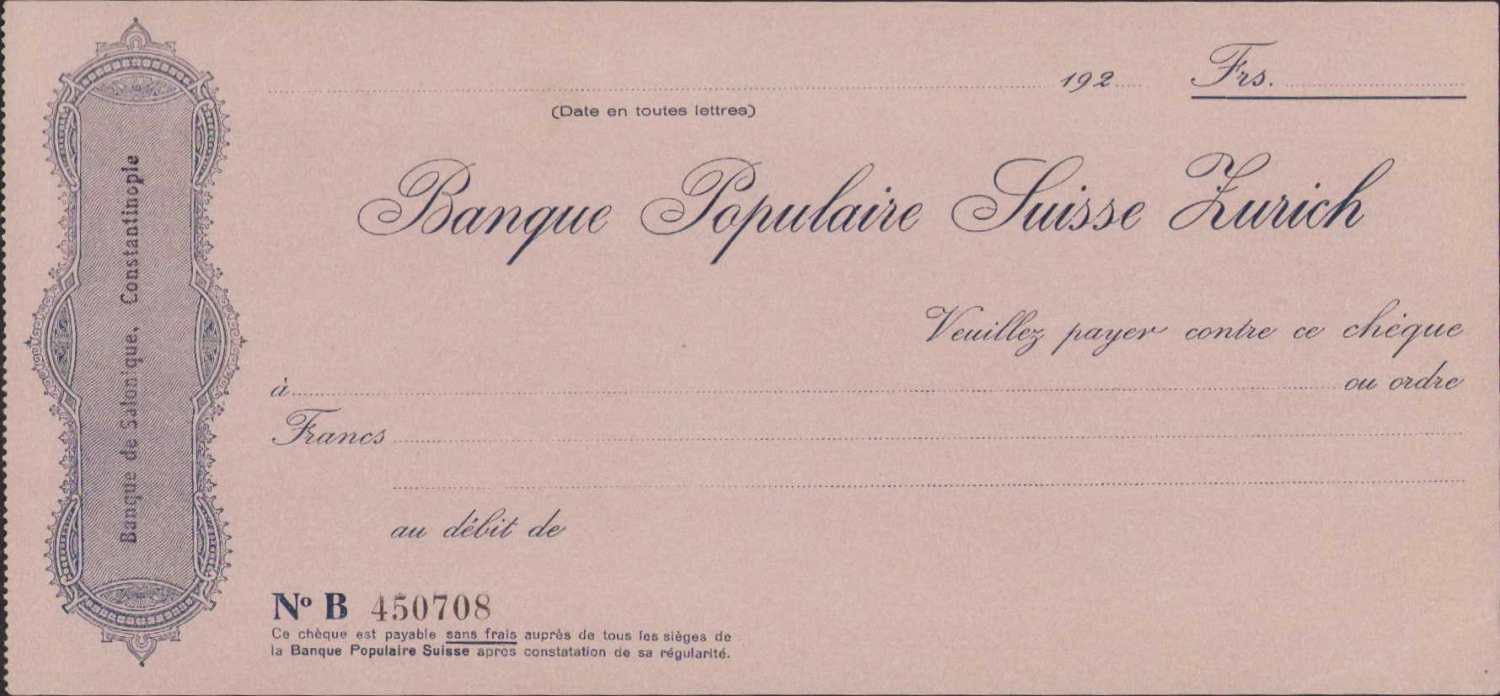 Banque de Salonique, Constantinople
192 Frs.
(Date en toutes lettres)
Banque Populaire Suisse Zurich
Veuillez payer contre ce chèque
à ou ordre
Francs
au débit de
Nº B 450708
Ce chèque est payable sans frais auprès de tous les sièges de
la Banque Populaire Suisse après constatation de sa régularité.